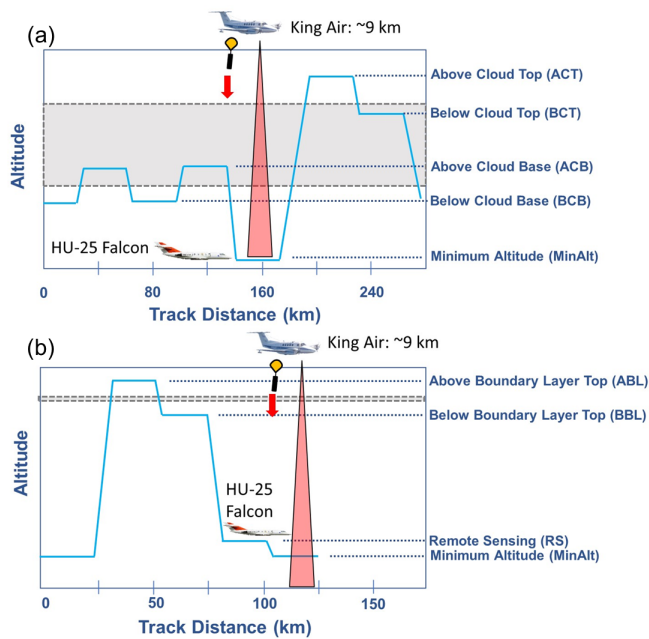 (a)
King Air: ~9 km
Above Cloud Top (ACT)
Below Cloud Top (BCT)
Altitude
Above Cloud Base (ACB)
Below Cloud Base (BCB)
HU-25 Falcon
Minimum Altitude (MinAlt)
0 80 160 240
Track Distance (km)
(b)
King Air: ~9 km
Above Boundary Layer Top (ABL)
Below Boundary Layer Top (BBL)
Altitude
HU-25
Falcon
Remote Sensing (RS)
Minimum Altitude (MinAlt)
0 50 100 150
Track Distance (km)